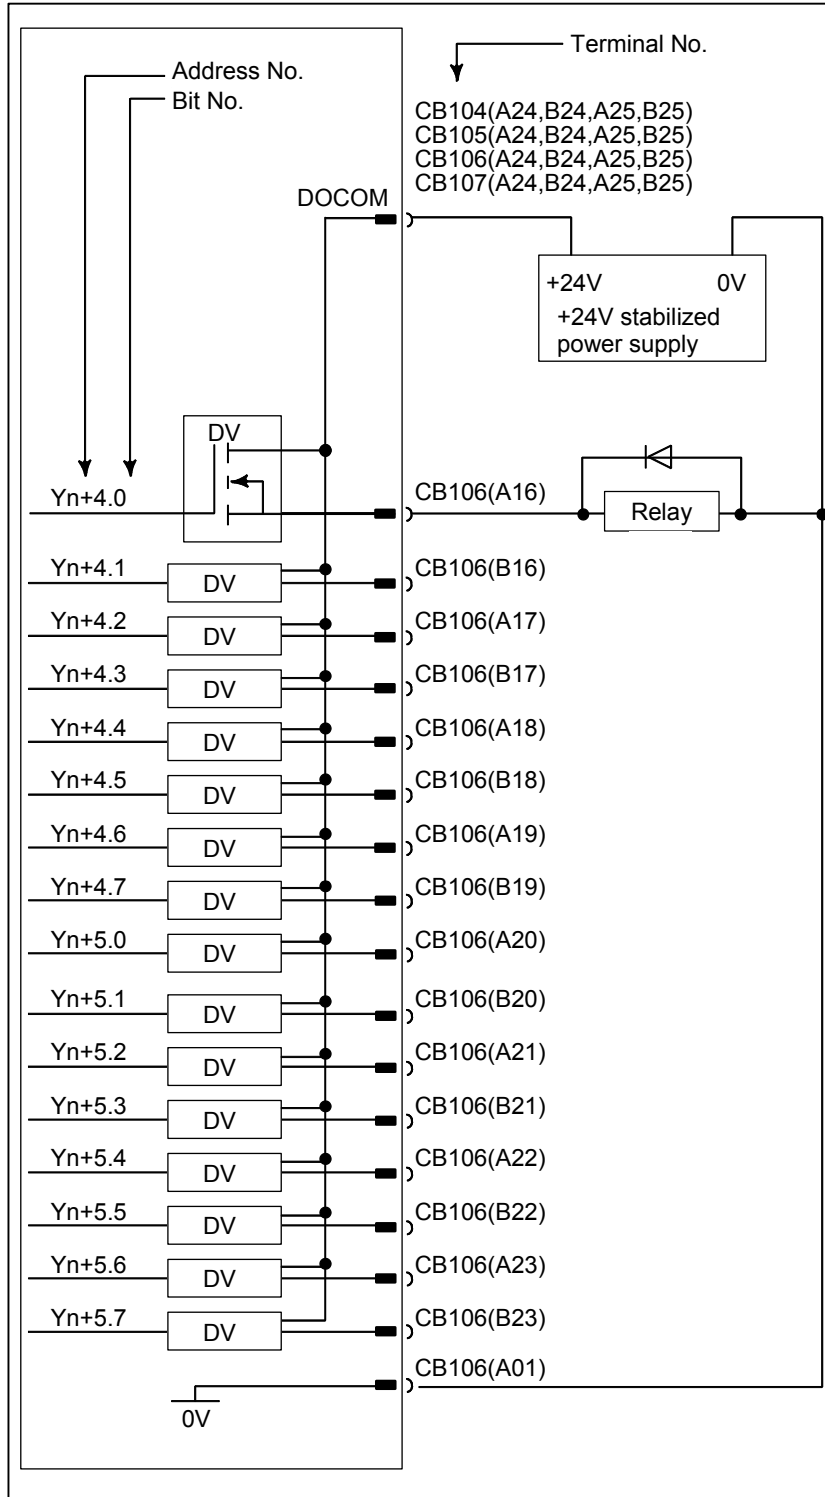 Terminal No.
Address No.
Bit No.
CB104(A24,B24,A25,B25)
CB105(A24,B24,A25,B25)
CB106(A24,B24,A25,B25)
CB107(A24,B24,A25,B25)
DOCOM
+24V 0V
+24V stabilized
power supply
DV
Yn+4.0 CB106(A16) Relay
Yn+4.1 DV CB106(B16)
Yn+4.2 DV CB106(A17)
Yn+4.3 DV CB106(B17)
Yn+4.4 DV CB106(A18)
Yn+4.5 DV CB106(B18)
Yn+4.6 DV CB106(A19)
Yn+4.7 DV CB106(B19)
Yn+5.0 DV CB106(A20)
Yn+5.1 DV CB106(B20)
Yn+5.2 DV CB106(A21)
Yn+5.3 DV CB106(B21)
Yn+5.4 DV CB106(A22)
Yn+5.5 DV CB106(B22)
Yn+5.6 DV CB106(A23)
Yn+5.7 DV CB106(B23)
CB106(A01)
0V